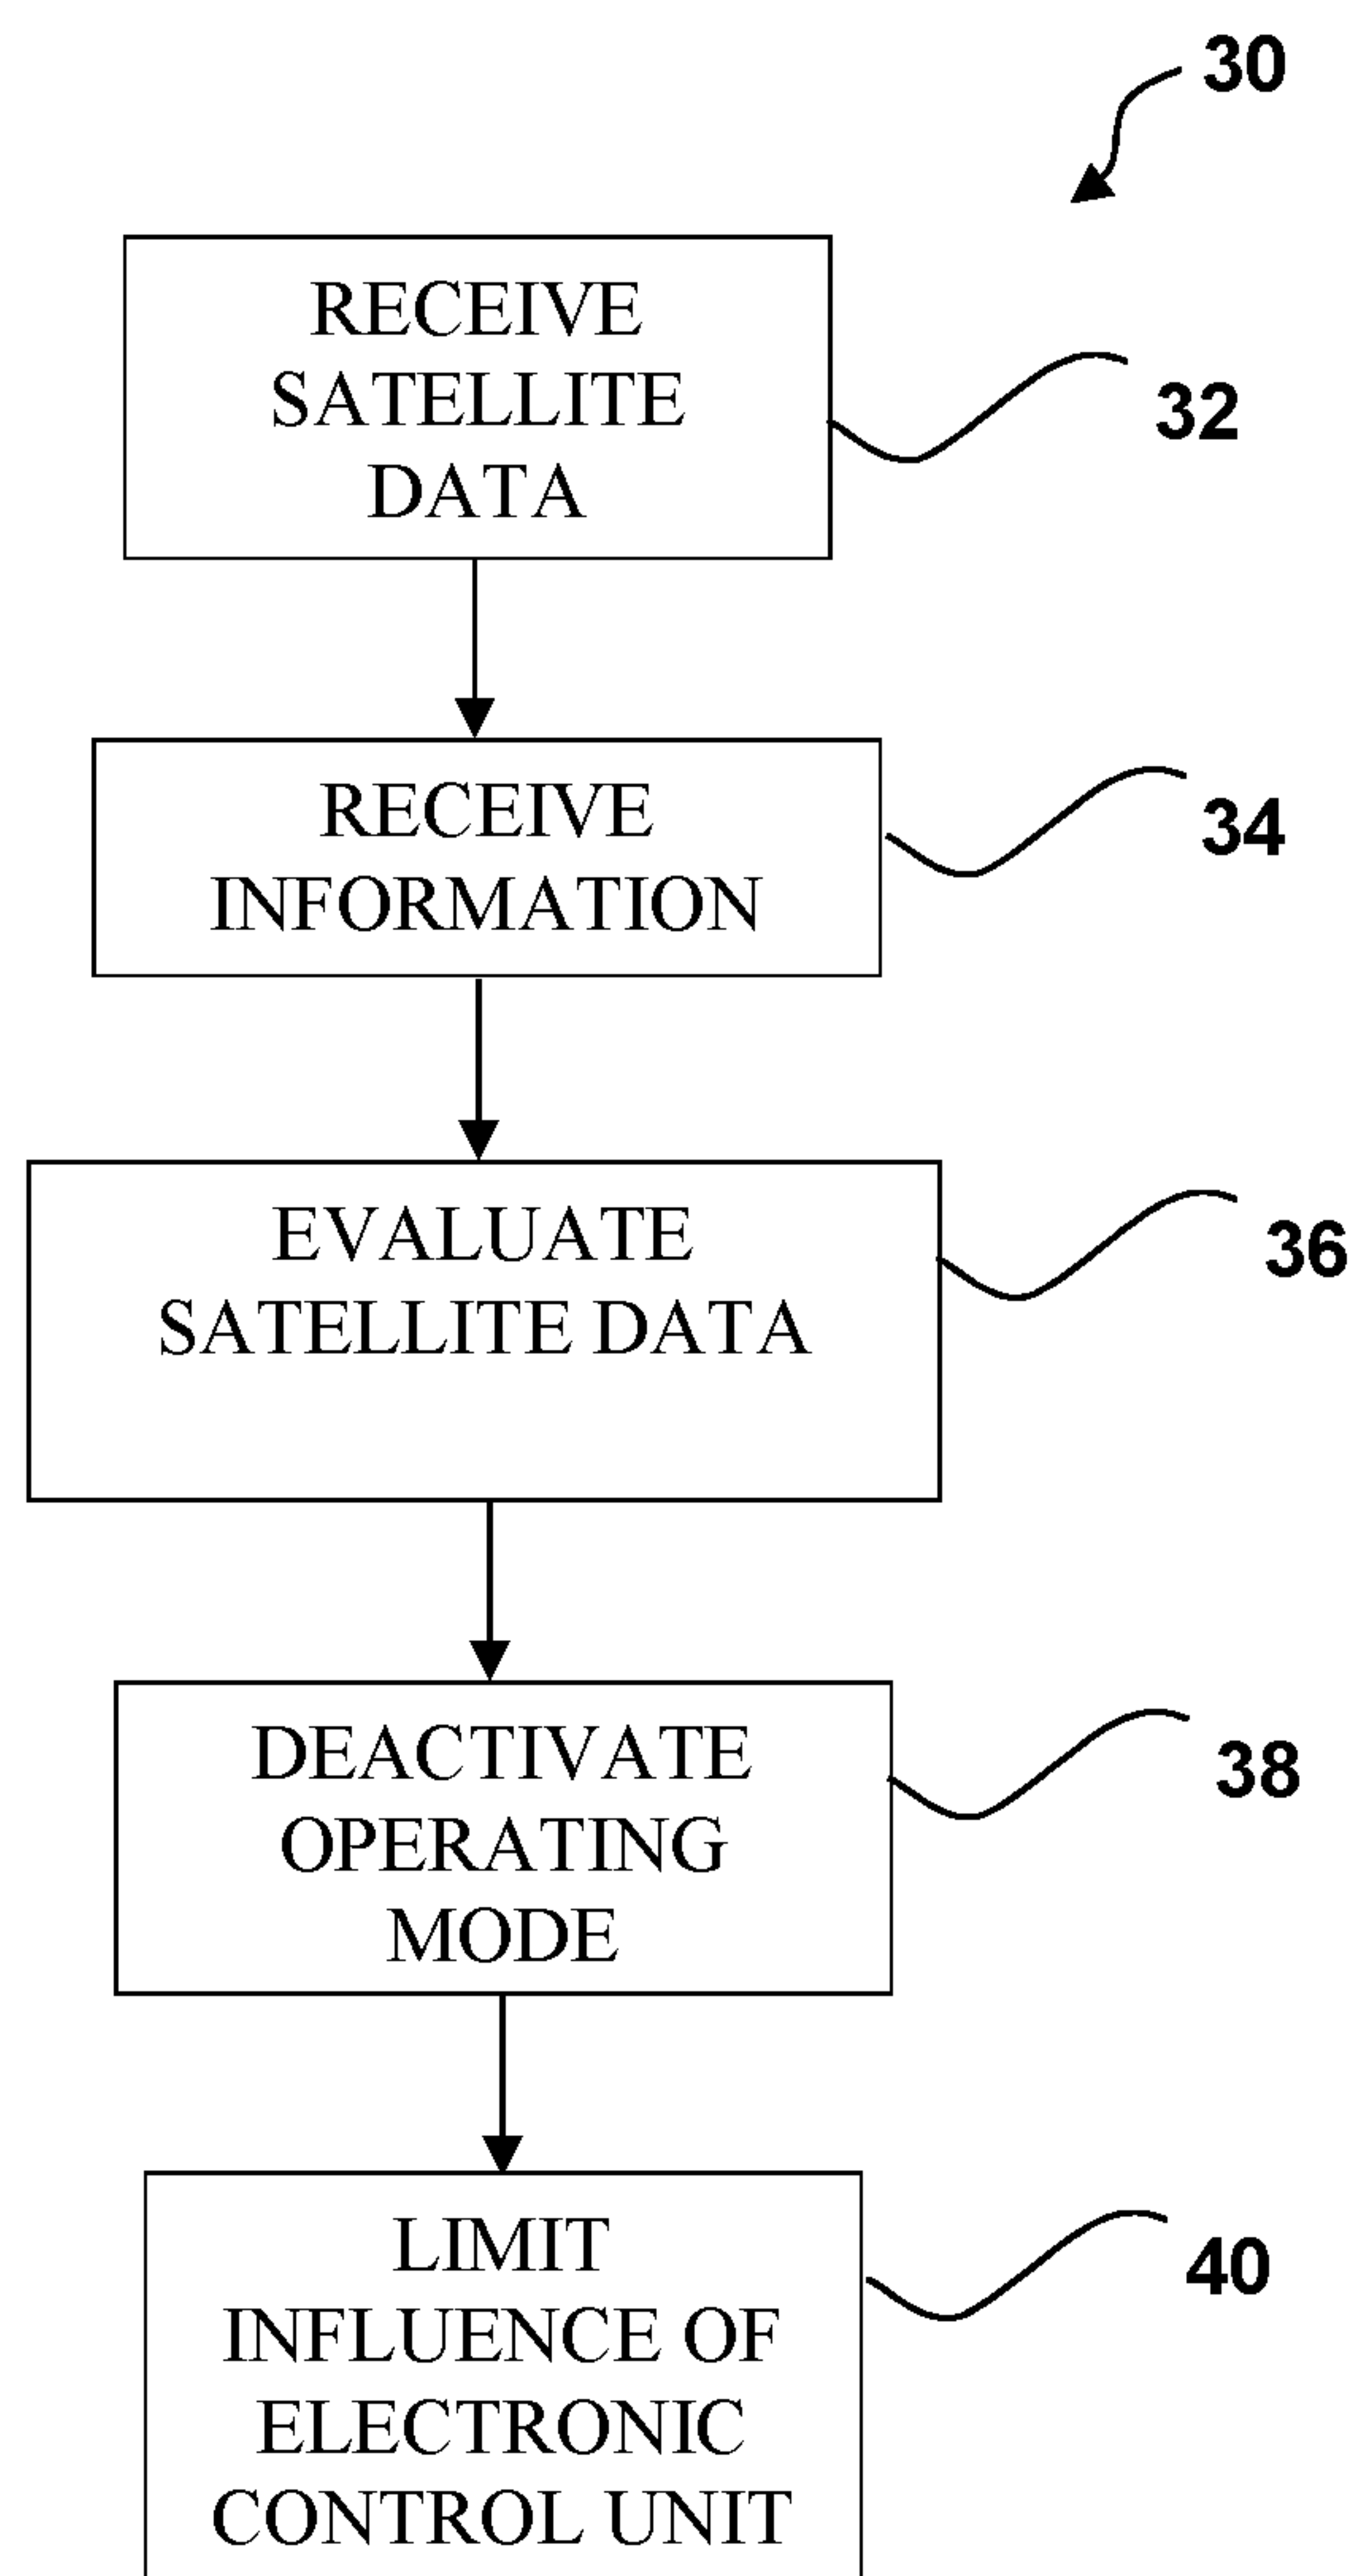 30
RECEIVE
SATELLITE
DATA
32
RECEIVE
INFORMATION
34
EVALUATE
SATELLITE DATA
36
DEACTIVATE
OPERATING
MODE
38
LIMIT
INFLUENCE OF
ELECTRONIC
CONTROL UNIT
40